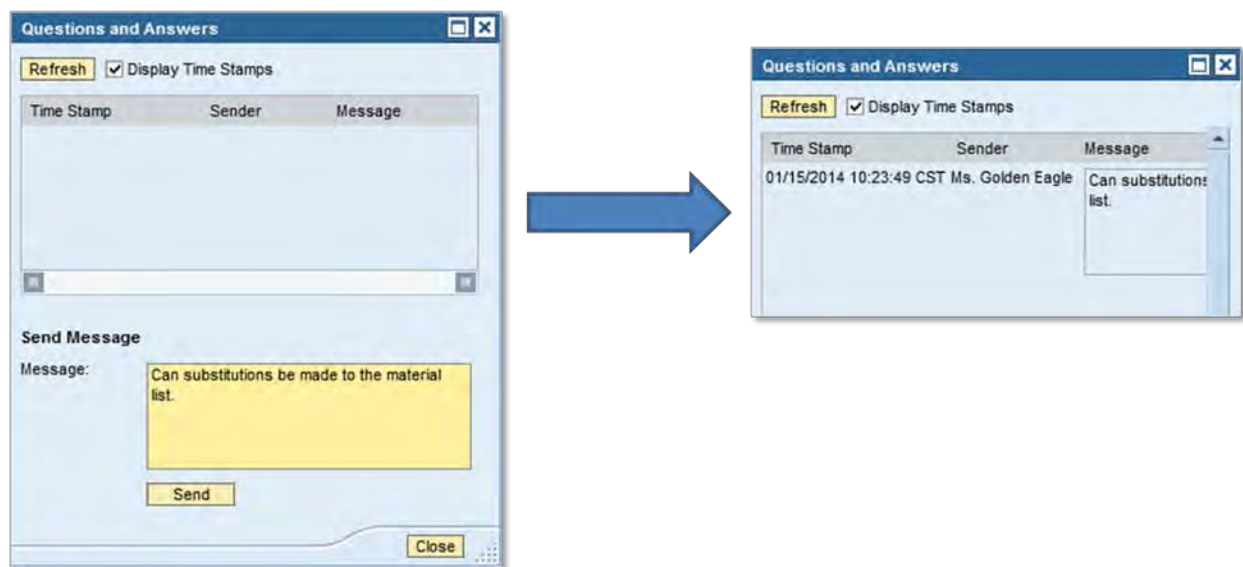 Questions and Answers
Refresh Display Time Stamps
Time Stamp Sender Message
Send Message
Message:
Can substitutions be made to the material
list.
Send
Close
Questions and Answers
Refresh Display Time Stamps
Time Stamp Sender Message
01/15/2014 10:23:49 CST Ms. Golden Eagle Can substitutions
list.